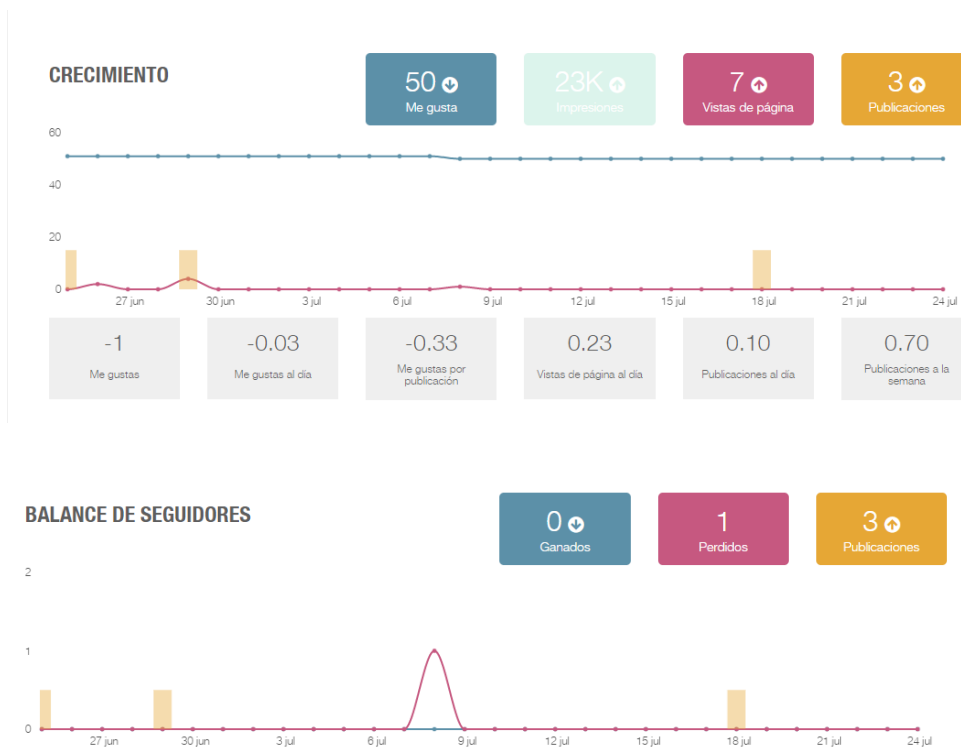 CRECIMIENTO
50
Me gusta
23K
Impresiones
7
Vistas de página
3
Publicaciones
60
40
20
0
27 jun
30 jun
3 jul
6 jul
9 jul
12 jul
15 jul
18 jul
21 jul
24 jul
-1
Me gustas
-0.03
Me gustas al día
-0.33
Me gustas por
publicación
0.23
Vistas de página al día
0.10
Publicaciones al día
0.70
Publicaciones a la
semana
BALANCE DE SEGUIDORES
0
Ganados
1
Perdidos
3
Publicaciones
2
1
0
27 jun
30 jun
3 jul
6 jul
9 jul
12 jul
15 jul
18 jul
21 jul
24 jul